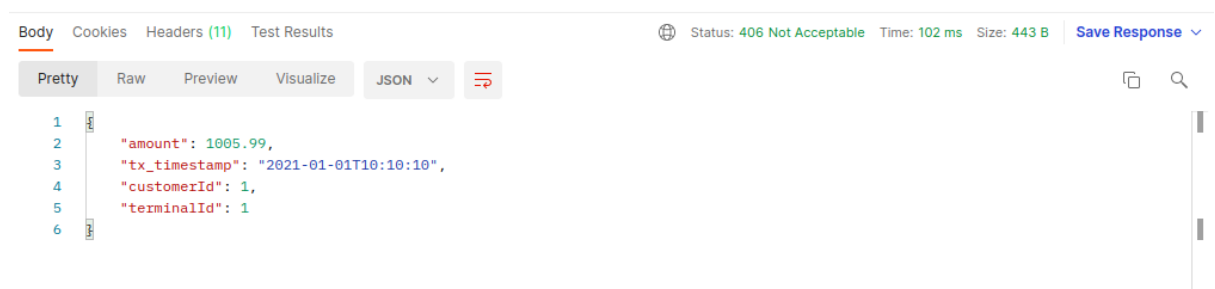 Body Cookies Headers (11) Test Results Status: 406 Not Acceptable Time: 102 ms Size: 443 B Save Response
Pretty Raw Preview Visualize JSON
1 {
2 "amount": 1005.99,
3 "tx_timestamp": "2021-01-01T10:10:10",
4 "customerId": 1,
5 "terminalId": 1
6 }